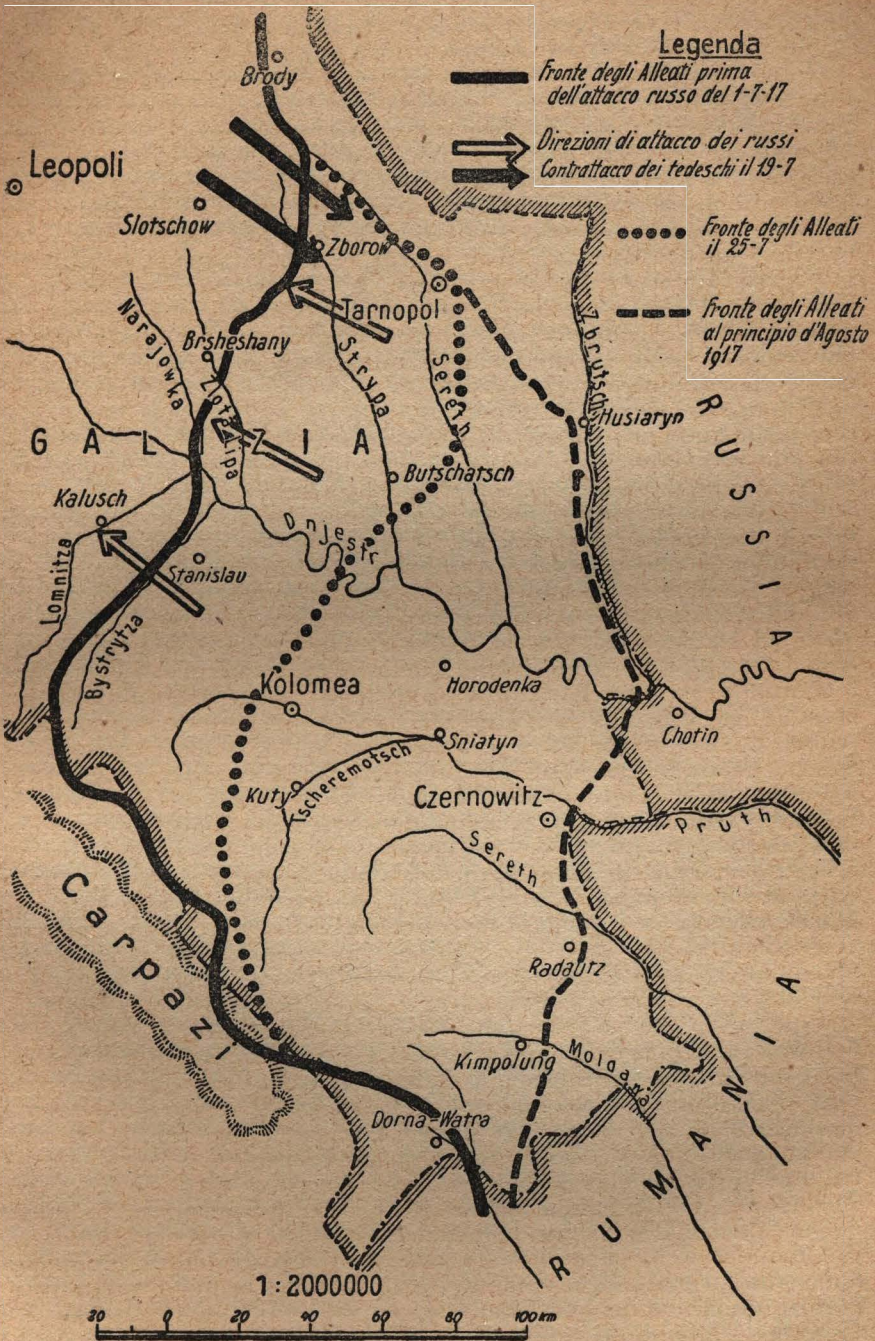 Legenda
Fronte degli Alleati prima
dell'attacco russo del 1-7-17
Direzioni di attacco dei russi
Contrattacco dei tedeschi il 19-7
Fronte degli Alleati
il 25-7
Fronte degli Alleati
al principio d'Agosto
1917
Brody
Leopoli
Slotschow
Zborow
Tarnopol
Narajowka
Brsheshany
Zlota Lipa
Strypa
Sereth
Zbrutsch
Husiaryn
RUSSIA
GALIZIA
Butschatsch
Kalusch
Dnjestr
Lomnitza
Stanislau
Bystrytza
Kolomea
Horodenka
Chotin
Sniatyn
Kuty
Tscheremotsch
Czernowitz
Pruth
Sereth
Carpazi
Radautz
Kimpolung
Moldava
Dorna-Watra
RUMANIA
1:2000000
20 0 20 40 60 80 100 km